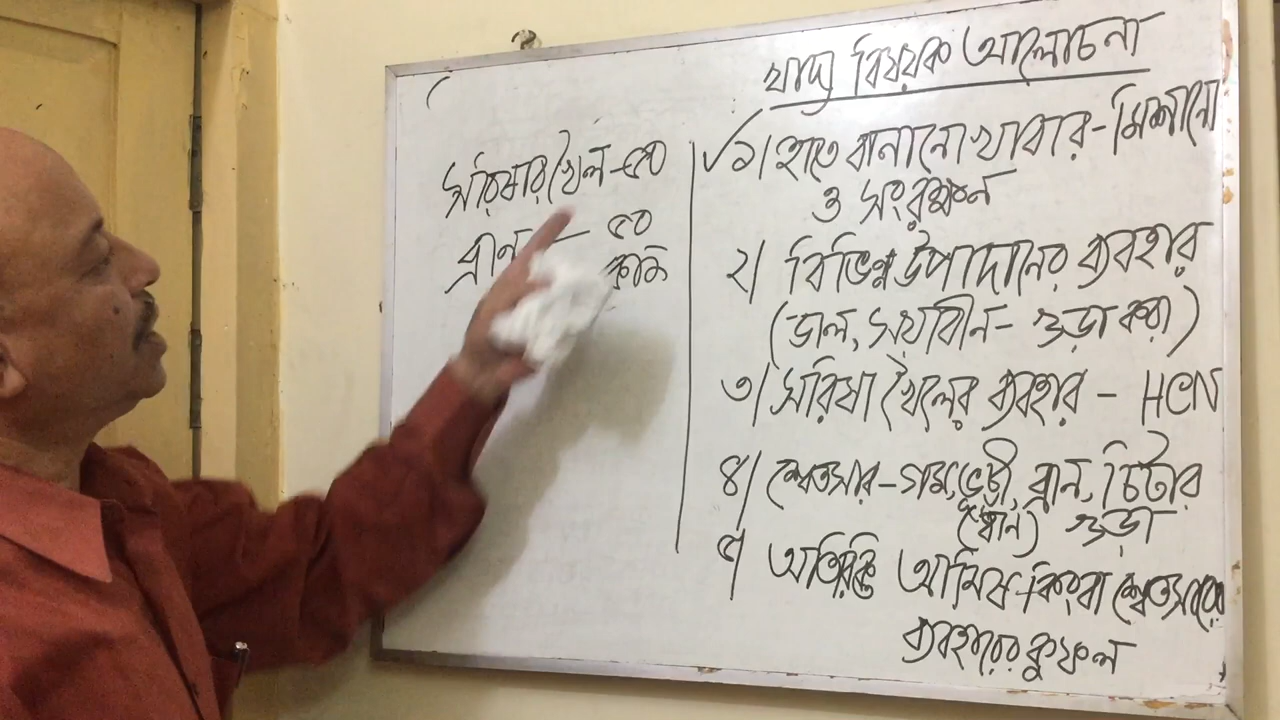 খাদ্য বিষয়ক আলোচনা
সরিষার খৈল - ৫০
ব্রান — ৫০
কেজি
✓১| হাতে বানানো খাবার - মিশানো
ও সংরক্ষন
২| বিভিন্ন উপাদানের ব্যবহার
(ডাল, সয়াবীন - গুড়া করা)
৩| সরিষা খৈলের ব্যবহার - HCN
৪| শ্বেতসার - গম, ভূট্টা, ব্রান, চিটার
(ধান) গুড়া
৫| অতিরিক্ত আমিষ কিংবা শ্বেতসারের
ব্যবহারের কুফল